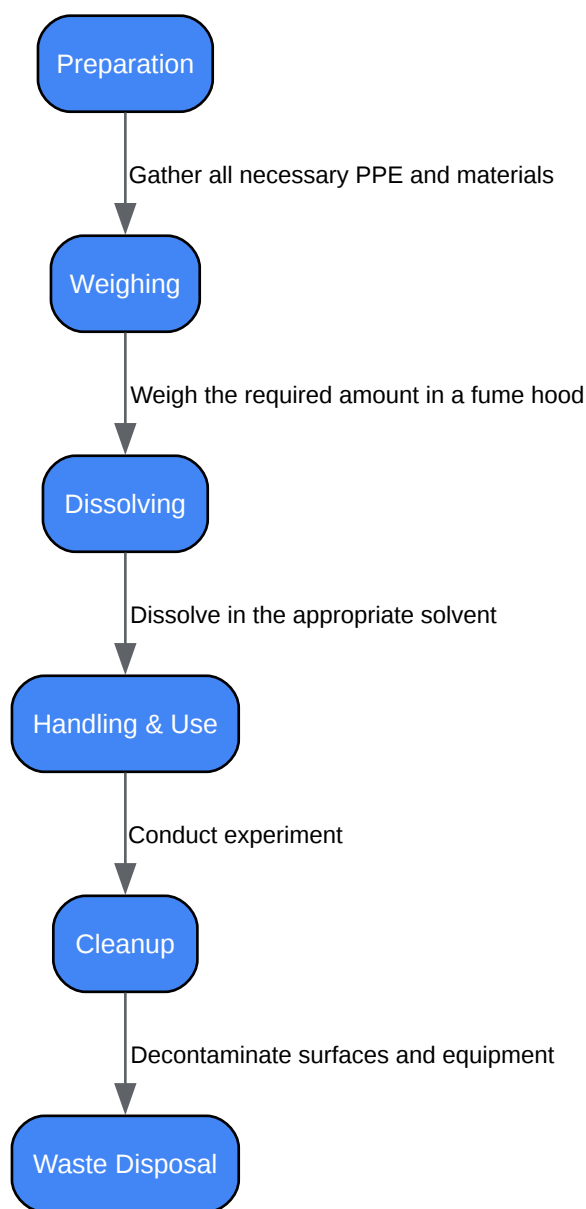 Preparation
Gather all necessary PPE and materials
Weighing
Weigh the required amount in a fume hood
Dissolving
Dissolve in the appropriate solvent
Handling & Use
Conduct experiment
Cleanup
Decontaminate surfaces and equipment
Waste Disposal